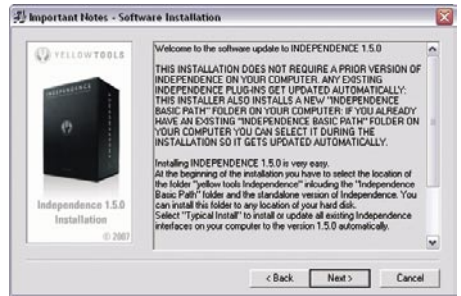 Important Notes - Software Installation
YELLOWTOOLS
INDEPENDENCE
Independence 1.5.0
Installation
© 2007
Welcome to the software update to INDEPENDENCE 1.5.0
THIS INSTALLATION DOES NOT REQUIRE A PRIOR VERSION OF
INDEPENDENCE ON YOUR COMPUTER. ANY EXISTING
INDEPENDENCE PLUG-INS GET UPDATED AUTOMATICALLY:
THIS INSTALLER ALSO INSTALLS A NEW "INDEPENDENCE
BASIC PATH" FOLDER ON YOUR COMPUTER: IF YOU ALREADY
HAVE AN EXISTING "INDEPENDENCE BASIC PATH" FOLDER ON
YOUR COMPUTER YOU CAN SELECT IT DURING THE
INSTALLATION SO IT GETS UPDATED AUTOMATICALLY.
Installing INDEPENDENCE 1.5.0 is very easy.
At the beginning of the installation you have to select the location of
the folder "yellow tools Independence" inlcuding the "Independence
Basic Path" folder and the standalone version of Independence. You
can install this folder to any location of your hard disk.
Select "Typical Install" to install or update all existing Independence
interfaces on your computer to the version 1.5.0 automatically.
< Back
Next >
Cancel